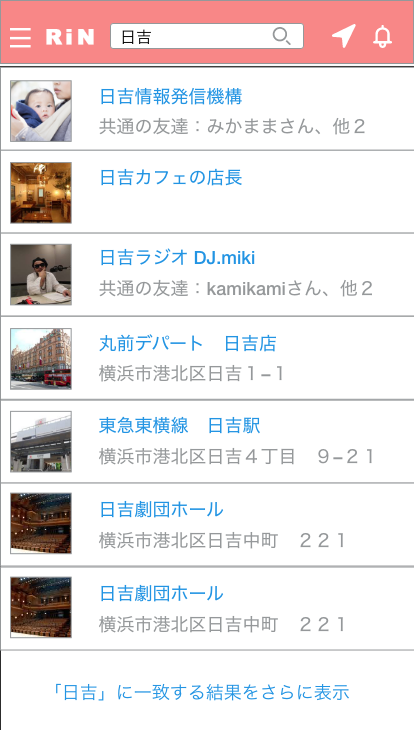 RiN
日吉
日吉情報発信機構
共通の友達：みかままさん、他２
日吉カフェの店長
日吉ラジオ DJ.miki
共通の友達：kamikamiさん、他２
丸前デパート　日吉店
横浜市港北区日吉１−１
東急東横線　日吉駅
横浜市港北区日吉４丁目　９−２１
日吉劇団ホール
横浜市港北区日吉中町　２２１
日吉劇団ホール
横浜市港北区日吉中町　２２１
「日吉」に一致する結果をさらに表示